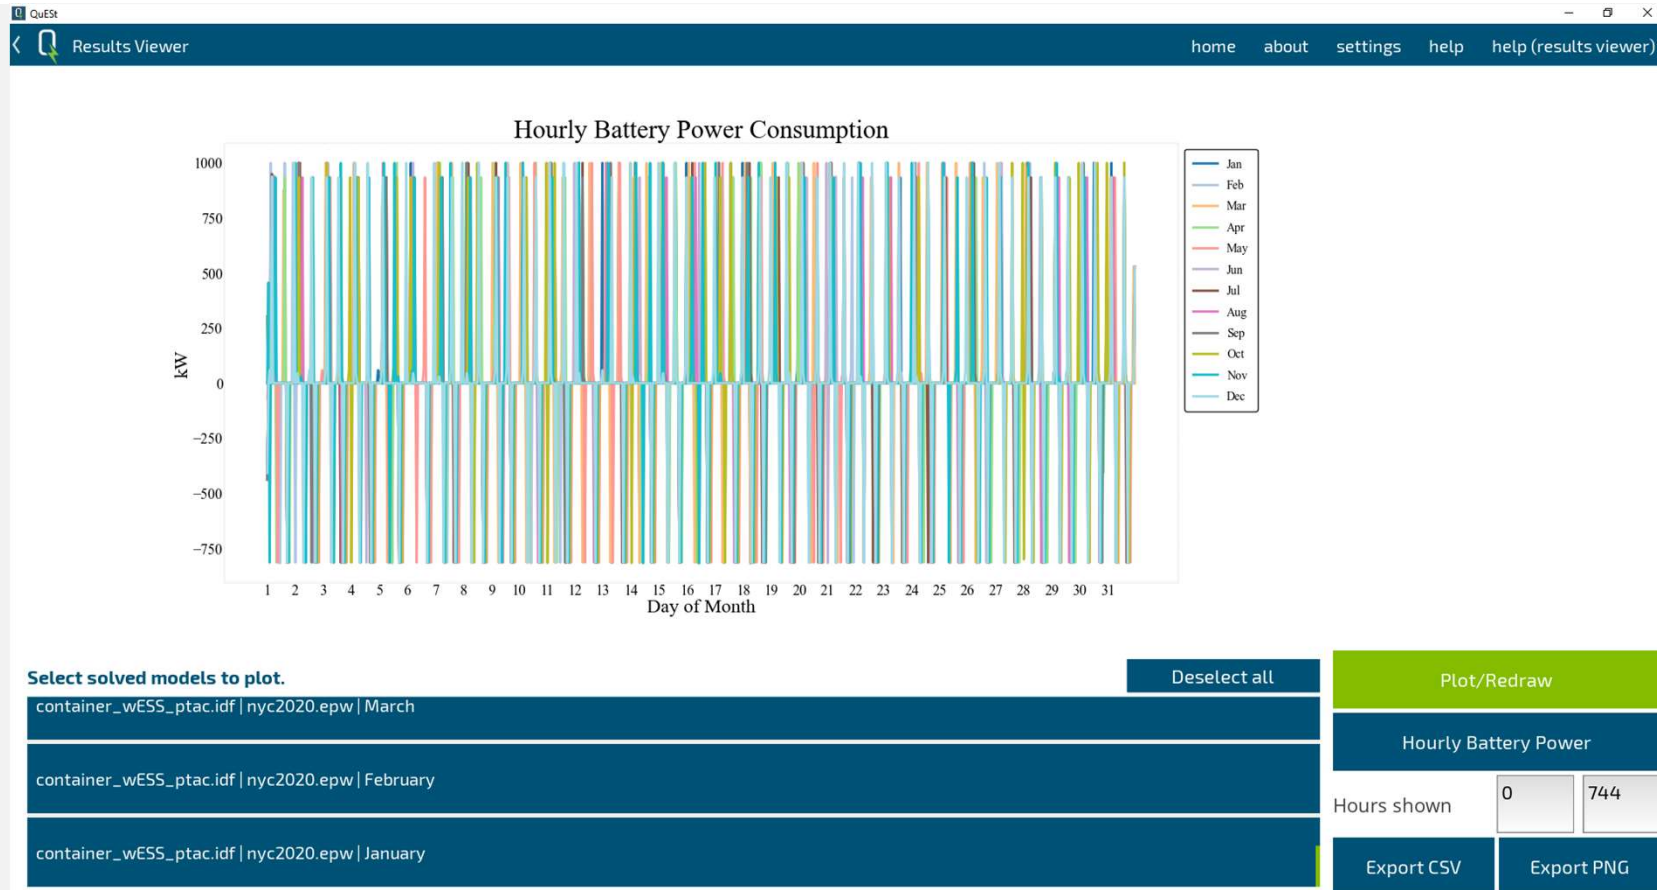 QuESt
Results Viewer
home about settings help help (results viewer)
Hourly Battery Power Consumption
1000
750
500
250
0
−250
−500
−750
kW
1 2 3 4 5 6 7 8 9 10 11 12 13 14 15 16 17 18 19 20 21 22 23 24 25 26 27 28 29 30 31
Day of Month
Jan
Feb
Mar
Apr
May
Jun
Jul
Aug
Sep
Oct
Nov
Dec
Select solved models to plot.
Deselect all
container_wESS_ptac.idf | nyc2020.epw | March
container_wESS_ptac.idf | nyc2020.epw | February
container_wESS_ptac.idf | nyc2020.epw | January
Plot/Redraw
Hourly Battery Power
Hours shown 0 744
Export CSV Export PNG